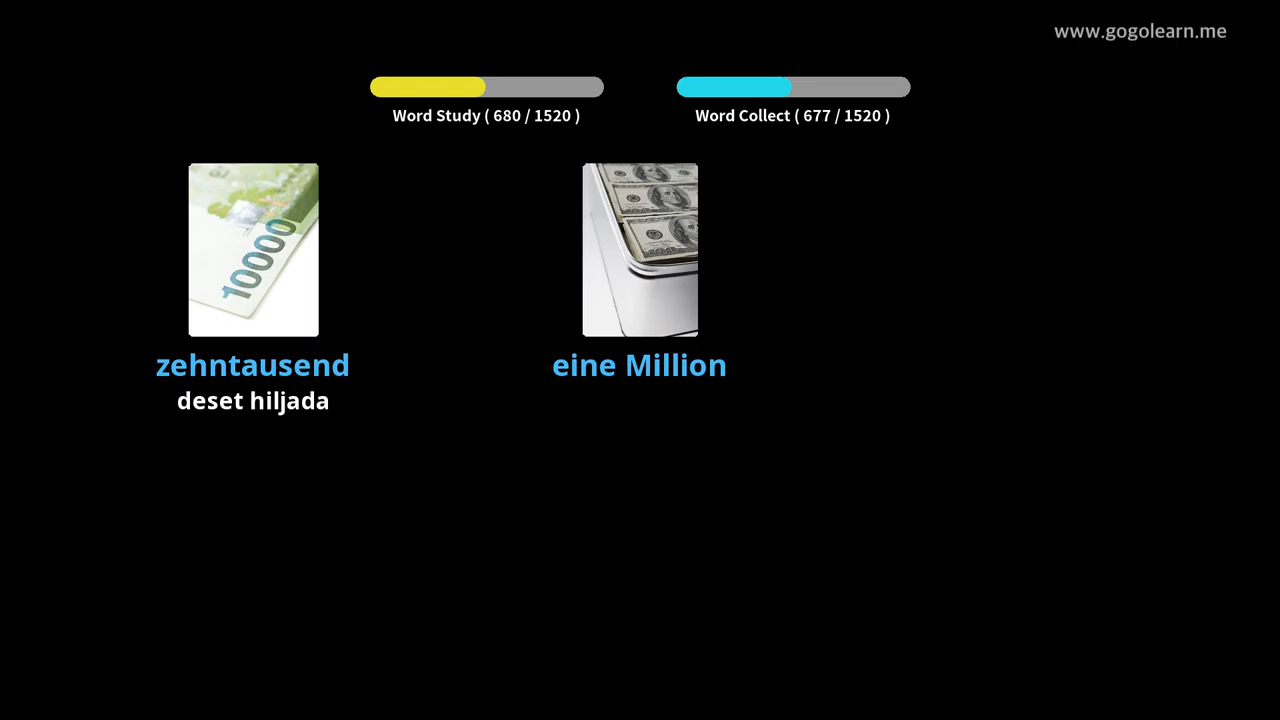 www.gogolearn.me
Word Study ( 680 / 1520 )
Word Collect ( 677 / 1520 )
10000
zehntausend
eine Million
deset hiljada